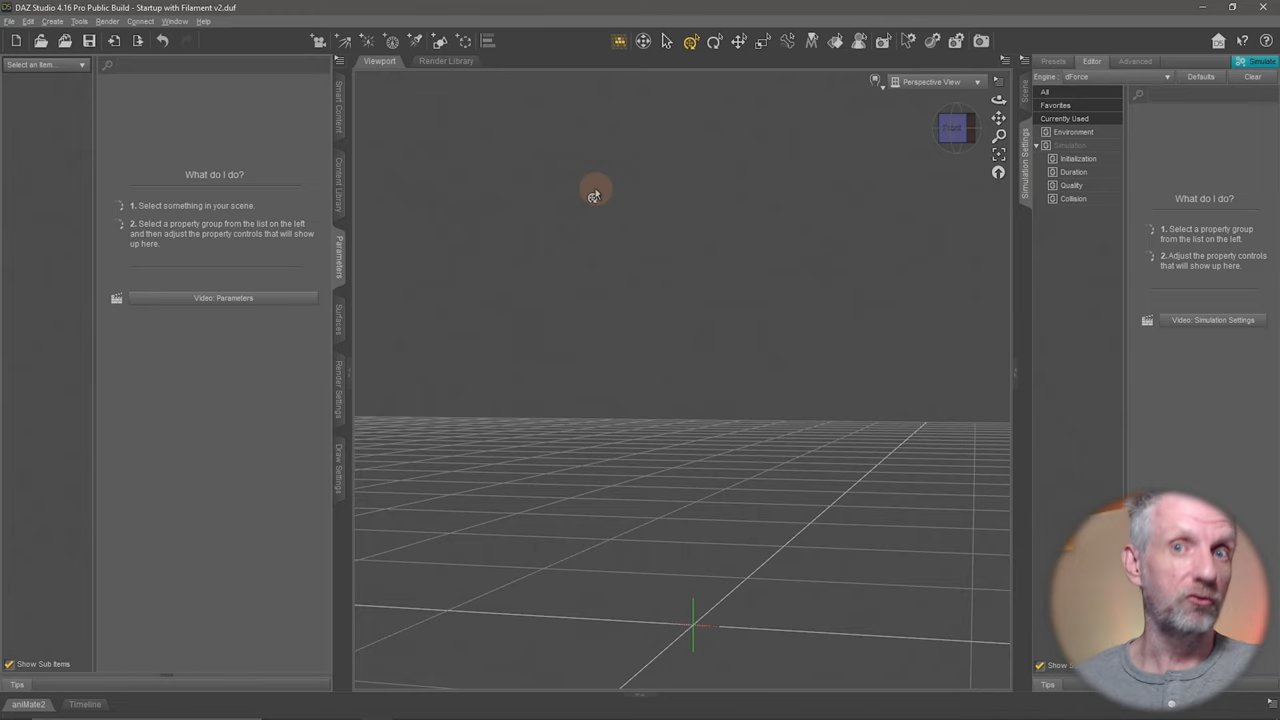 DAZ Studio 4.16 Pro Public Build - Startup with Filament v2.duf
File Edit Create Tools Render Connect Window Help
Viewport
Render Library
Select an Item...
Perspective View
Front
What do I do?
1. Select something in your scene.
2. Select a property group from the list on the left
and then adjust the property controls that will show
up here.
Video: Parameters
Show Sub Items
Tips
Smart Content
Content Library
Parameters
Surfaces
Render Settings
Draw Settings
Scene
Simulation Settings
Presets Editor Advanced Simulate
Engine : dForce Defaults Clear
All
Favorites
Currently Used
Environment
Simulation
Initialization
Duration
Quality
Collision
What do I do?
1. Select a property group
from the list on the left.
2. Adjust the property controls
that will show up here.
Video: Simulation Settings
Tips
aniMate2 Timeline